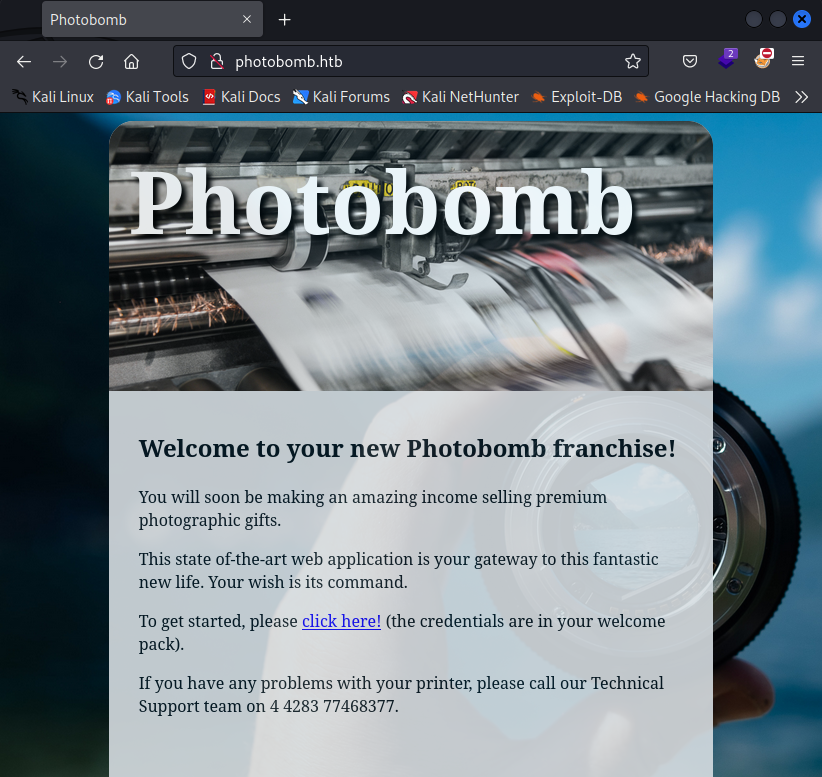 Photobomb
photobomb.htb
2
Kali Linux Kali Tools Kali Docs Kali Forums Kali NetHunter Exploit-DB Google Hacking DB
Photobomb
Welcome to your new Photobomb franchise!
You will soon be making an amazing income selling premium
photographic gifts.
This state of-the-art web application is your gateway to this fantastic
new life. Your wish is its command.
To get started, please click here! (the credentials are in your welcome
pack).
If you have any problems with your printer, please call our Technical
Support team on 4 4283 77468377.